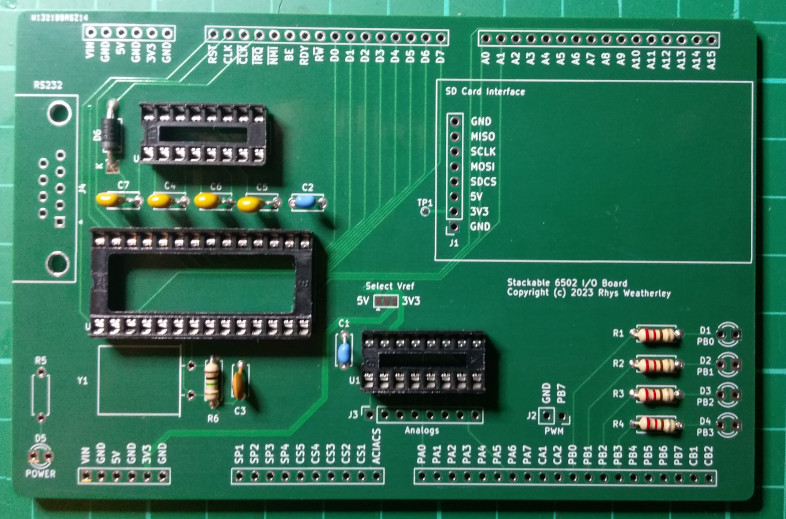 W132188ASZ14
VIN GND 5V GND 3V3 GND
RST CLK CLK IRQ NMI BE RDY RW D0 D1 D2 D3 D4 D5 D6 D7
A0 A1 A2 A3 A4 A5 A6 A7 A8 A9 A10 A11 A12 A13 A14 A15
RS232
SD Card Interface
GND
MISO
SCLK
MOSI
SDCS
5V
3V3
GND
J1
TP1
D6
K
U
J4
C7 C4 C6 C5 C2
Select Vref
5V 3V3
Stackable 6502 I/O Board
Copyright (c) 2023 Rhys Weatherley
U
C1
U1
Y1
R6
C3
R5
D5
POWER
J3
Analogs
J2
GND PB7
PWM
R1 D1
PB0
R2 D2
PB1
R3 D3
PB2
R4 D4
PB3
VIN GND 5V GND 3V3 GND
SP1 SP2 SP3 SP4 CS5 CS4 CS3 CS2 CS1 ACIACS
PA0 PA1 PA2 PA3 PA4 PA5 PA6 PA7 CA1 CA2 PB0 PB1 PB2 PB3 PB4 PB5 PB6 PB7 CB1 CB2